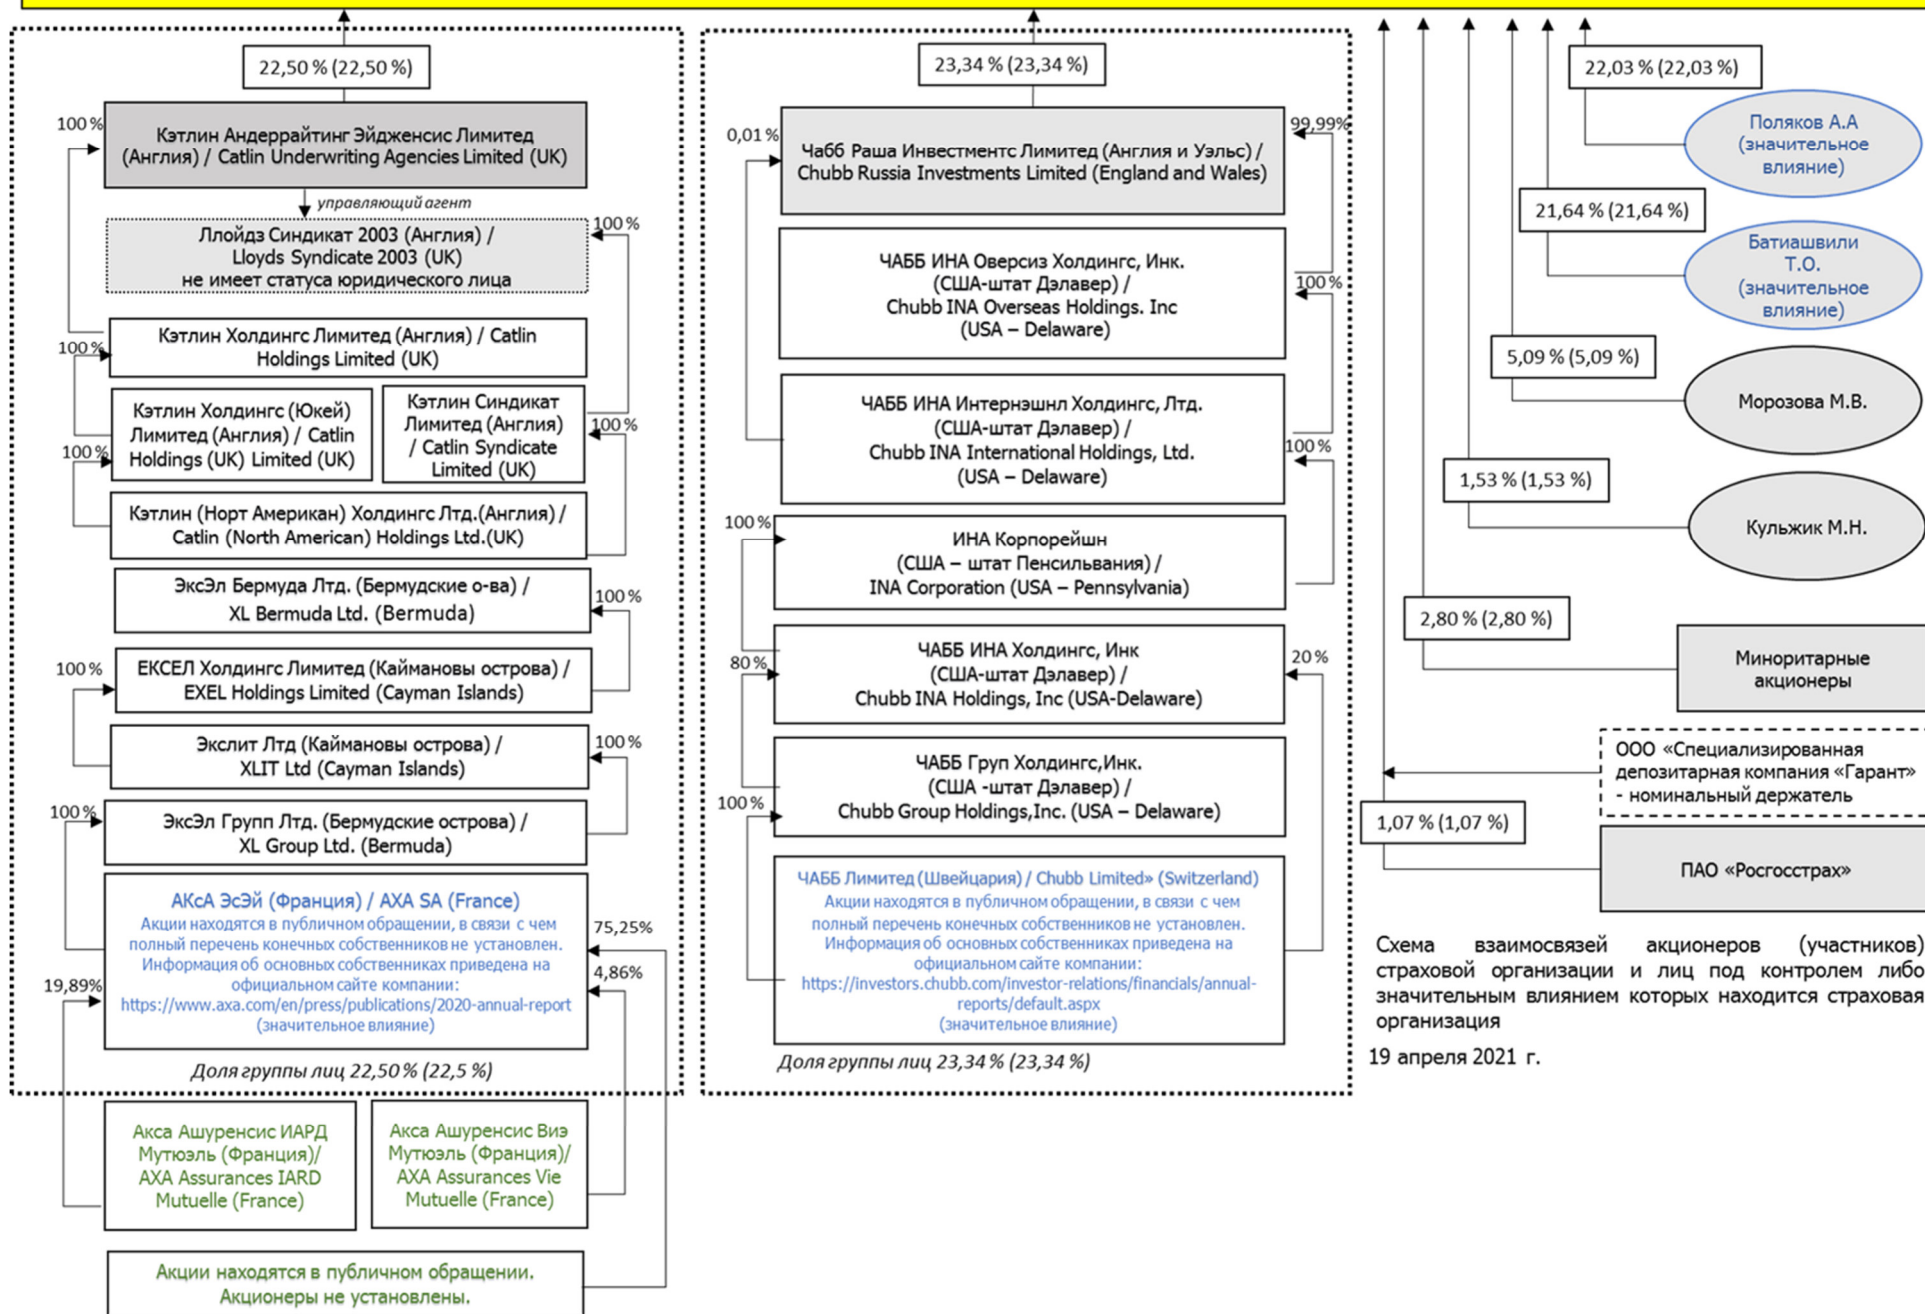 22,50 % (22,50 %)
100 %
Кэтлин Андеррайтинг Эйдженсис Лимитед
(Англия) / Catlin Underwriting Agencies Limited (UK)
управляющий агент
100 %
Ллойдз Синдикат 2003 (Англия) /
Lloyds Syndicate 2003 (UK)
не имеет статуса юридического лица
100 %
Кэтлин Холдингс Лимитед (Англия) / Catlin
Holdings Limited (UK)
Кэтлин Холдингс (Юкей)
Лимитед (Англия) / Catlin
Holdings (UK) Limited (UK)
100 %
Кэтлин Синдикат
Лимитед (Англия)
/ Catlin Syndicate
Limited (UK)
100 %
Кэтлин (Норт Американ) Холдингс Лтд.(Англия) /
Catlin (North American) Holdings Ltd.(UK)
ЭксЭл Бермуда Лтд. (Бермудские о-ва) /
XL Bermuda Ltd. (Bermuda)
100 %
100 %
ЕКСЕЛ Холдингс Лимитед (Каймановы острова) /
EXEL Holdings Limited (Cayman Islands)
Экслит Лтд (Каймановы острова) /
XLIT Ltd (Cayman Islands)
100 %
100 %
ЭксЭл Групп Лтд. (Бермудские острова) /
XL Group Ltd. (Bermuda)
АКсА ЭсЭй (Франция) / AXA SA (France)
Акции находятся в публичном обращении, в связи с чем
полный перечень конечных собственников не установлен.
Информация об основных собственниках приведена на
официальном сайте компании:
https://www.axa.com/en/press/publications/2020-annual-report
(значительное влияние)
75,25%
4,86%
19,89%
Доля группы лиц 22,50 % (22,5 %)
Акса Ашуренсис ИАРД
Мутюэль (Франция)/
AXA Assurances IARD
Mutuelle (France)
Акса Ашуренсис Виэ
Мутюэль (Франция)/
AXA Assurances Vie
Mutuelle (France)
Акции находятся в публичном обращении.
Акционеры не установлены.
23,34 % (23,34 %)
0,01 %
99,99%
Чабб Раша Инвестментс Лимитед (Англия и Уэльс) /
Chubb Russia Investments Limited (England and Wales)
ЧАББ ИНА Оверсиз Холдингс, Инк.
(США-штат Дэлавер) /
Chubb INA Overseas Holdings. Inc
(USA – Delaware)
100 %
ЧАББ ИНА Интернэшнл Холдингс, Лтд.
(США-штат Дэлавер) /
Chubb INA International Holdings, Ltd.
(USA – Delaware)
100 %
100 %
ИНА Корпорейшн
(США – штат Пенсильвания) /
INA Corporation (USA – Pennsylvania)
80 %
20 %
ЧАББ ИНА Холдингс, Инк
(США-штат Дэлавер) /
Chubb INA Holdings, Inc (USA-Delaware)
100 %
ЧАББ Груп Холдингс,Инк.
(США -штат Дэлавер) /
Chubb Group Holdings,Inc. (USA – Delaware)
ЧАББ Лимитед (Швейцария) / Chubb Limited» (Switzerland)
Акции находятся в публичном обращении, в связи с чем
полный перечень конечных собственников не установлен.
Информация об основных собственниках приведена на
официальном сайте компании:
https://investors.chubb.com/investor-relations/financials/annual-
reports/default.aspx
(значительное влияние)
Доля группы лиц 23,34 % (23,34 %)
22,03 % (22,03 %)
Поляков А.А
(значительное
влияние)
21,64 % (21,64 %)
Батиашвили
Т.О.
(значительное
влияние)
5,09 % (5,09 %)
Морозова М.В.
1,53 % (1,53 %)
Кульжик М.Н.
2,80 % (2,80 %)
Миноритарные
акционеры
ООО «Специализированная
депозитарная компания «Гарант»
- номинальный держатель
1,07 % (1,07 %)
ПАО «Росгосстрах»
Схема взаимосвязей акционеров (участников)
страховой организации и лиц под контролем либо
значительным влиянием которых находится страховая
организация
19 апреля 2021 г.